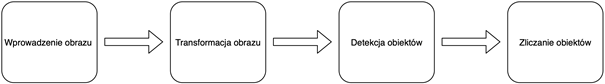 Wprowadzenie obrazu
Transformacja obrazu
Detekcja obiektów
Zliczanie obiektów